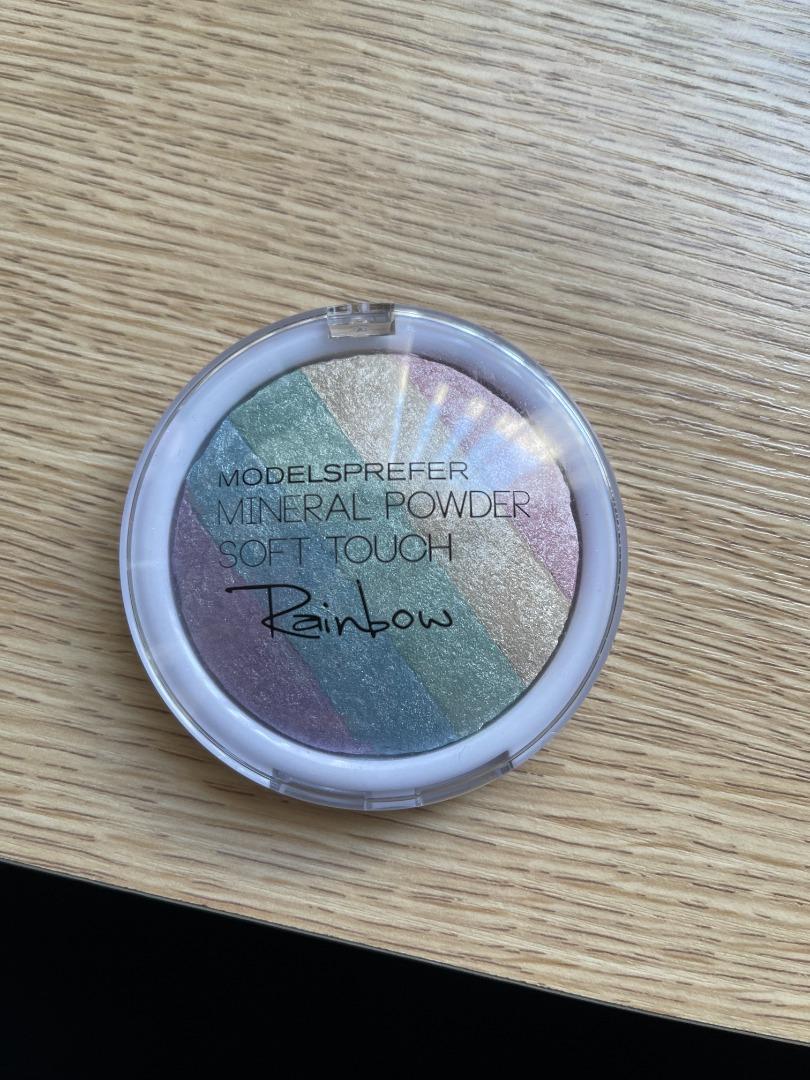 MODELSPREFER
MINERAL POWDER
SOFT TOUCH
Rainbow